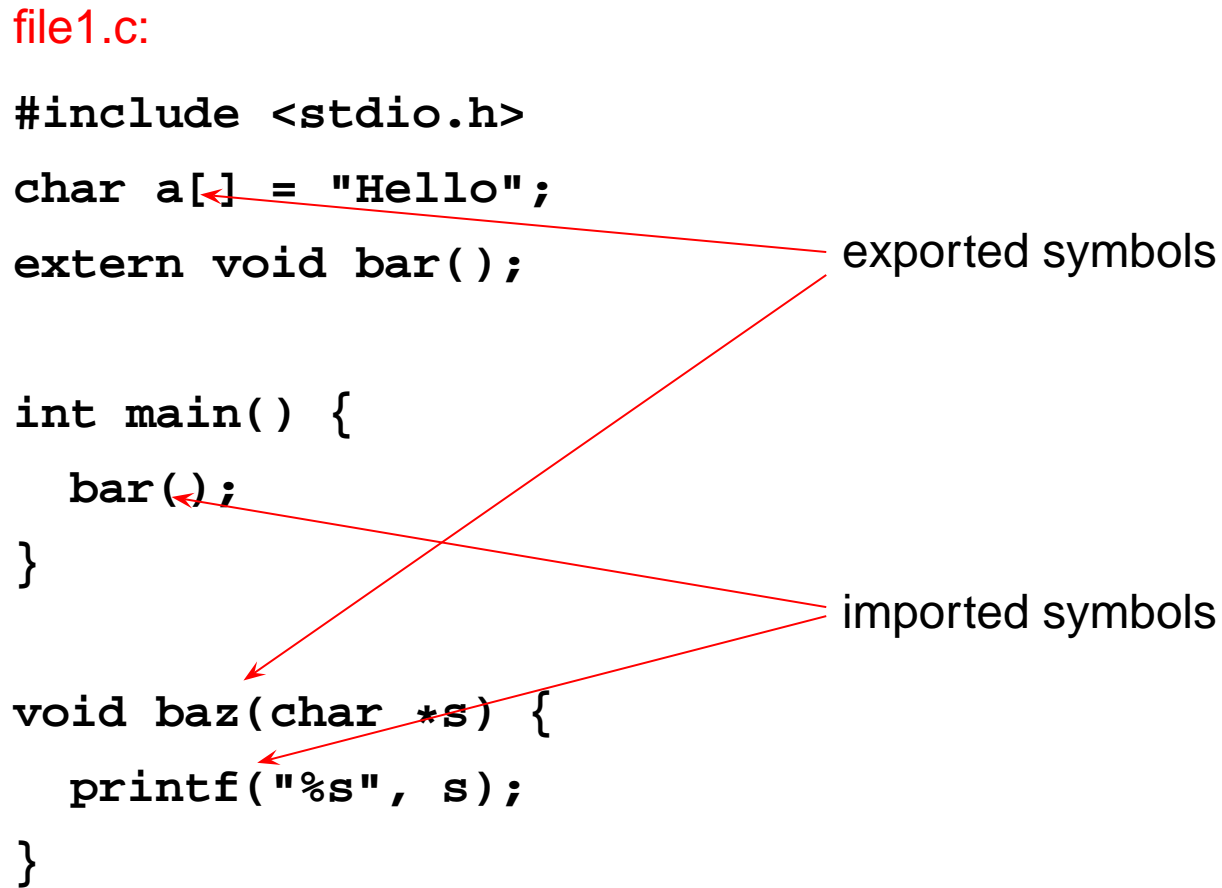 file1.c:
#include <stdio.h>
char a[] = "Hello";
extern void bar();
exported symbols
int main() {
bar();
}
imported symbols
void baz(char *s) {
printf("%s", s);
}